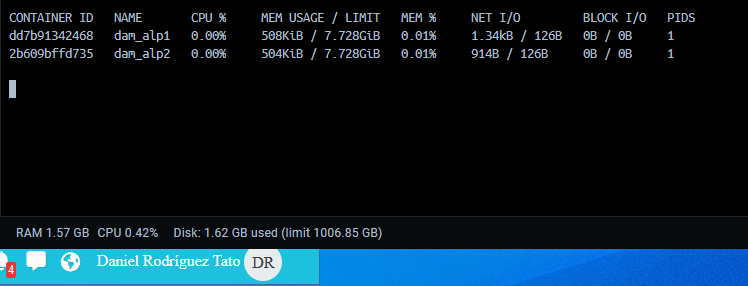 CONTAINER ID NAME CPU % MEM USAGE / LIMIT MEM % NET I/O BLOCK I/O PIDS
dd7b91342468 dam_alp1 0.00% 508KiB / 7.728GiB 0.01% 1.34kB / 126B 0B / 0B 1
2b609bffd735 dam_alp2 0.00% 504KiB / 7.728GiB 0.01% 914B / 126B 0B / 0B 1
RAM 1.57 GB CPU 0.42% Disk: 1.62 GB used (limit 1006.85 GB)
4 Daniel Rodríguez Tato DR